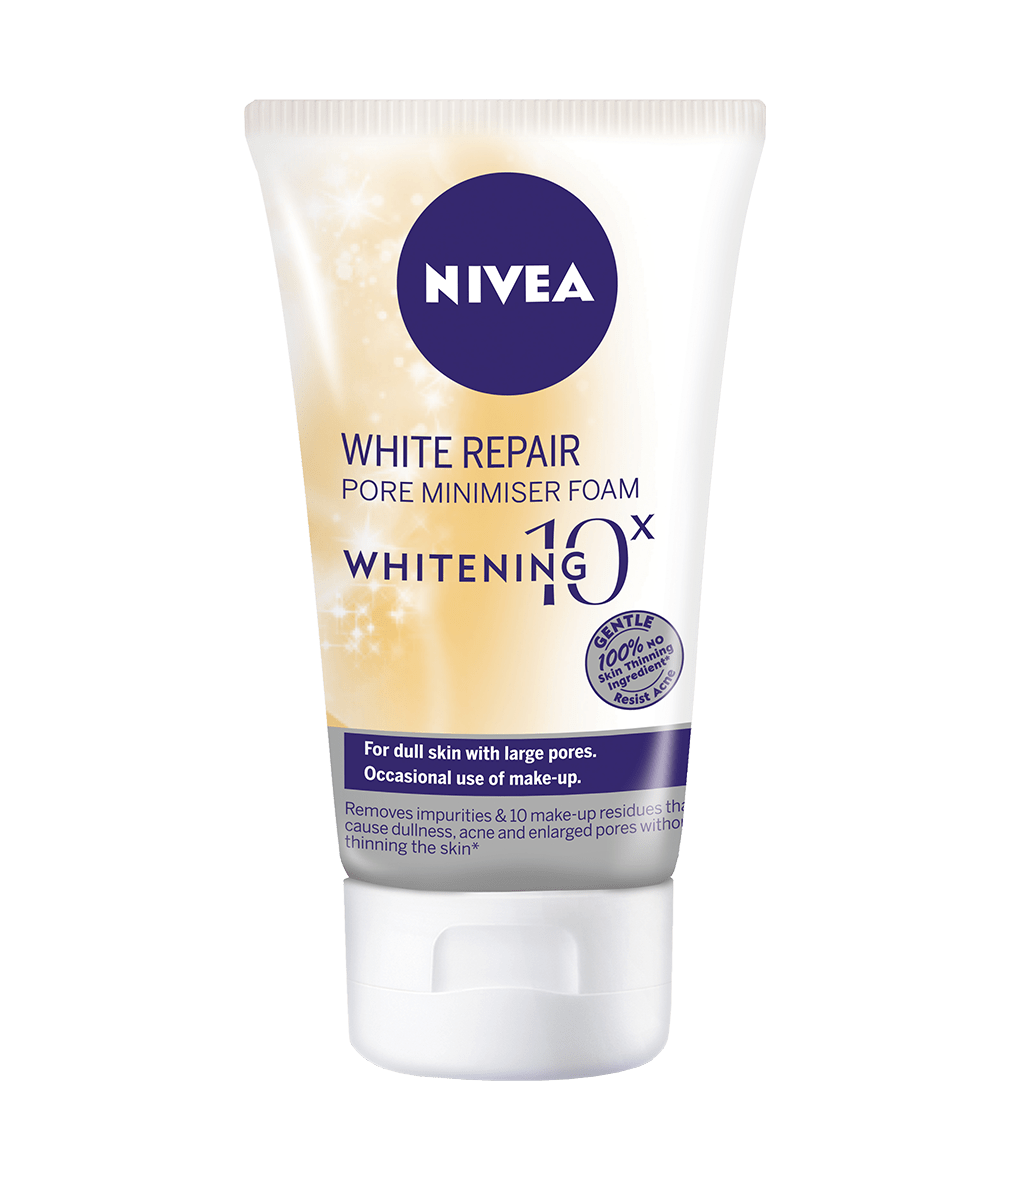 NIVEA
WHITE REPAIR
PORE MINIMISER FOAM
WHITENING 10X
GENTLE
100% NO
Skin Thinning
Ingredient*
Resist Acne
For dull skin with large pores.
Occasional use of make-up.
Removes impurities & 10 make-up residues tha
cause dullness, acne and enlarged pores withou
thinning the skin*